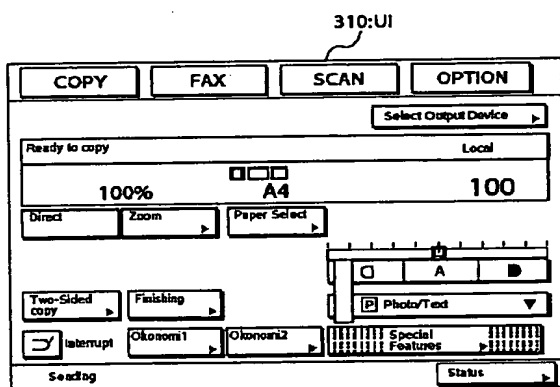 310:UI
COPY FAX SCAN OPTION
Select Output Device
Ready to copy Local
100% A4 100
Direct Zoom Paper Select
A
Two-Sided copy Finishing P Photo/Text
Interrupt Okonomi1 Okonomi2 Special Features
Sending Status